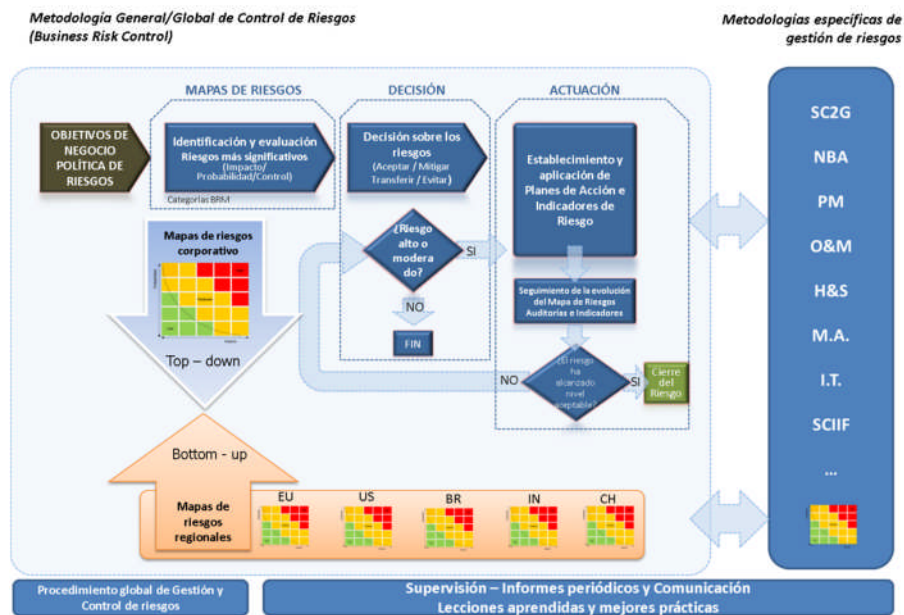 Metodología General/Global de Control de Riesgos
(Business Risk Control)
Metodologías específicas de
gestión de riesgos
MAPAS DE RIESGOS
DECISIÓN
ACTUACIÓN
OBJETIVOS DE
NEGOCIO
POLÍTICA DE
RIESGOS
Identificación y evaluación
Riesgos más significativos
(Impacto/
Probabilidad/Control)
Categorías BRM
Decisión sobre los
riesgos
(Aceptar / Mitigar
Transferir / Evitar)
Establecimiento y
aplicación de
Planes de Acción e
Indicadores de
Riesgo
Mapas de riesgos
corporativo
Top – down
¿Riesgo
alto o
modera
do?
SI
NO
FIN
Seguimiento de la evolución
del Mapa de Riesgos
Auditorías e Indicadores
¿El riesgo
ha
alcanzado
nivel
aceptable?
NO
SI
Cierre
del
Riesgo
Bottom - up
Mapas de
riesgos
regionales
EU
US
BR
IN
CH
SC2G
NBA
PM
O&M
H&S
M.A.
I.T.
SCIIF
...
Procedimiento global de Gestión y
Control de riesgos
Supervisión – Informes periódicos y Comunicación
Lecciones aprendidas y mejores prácticas